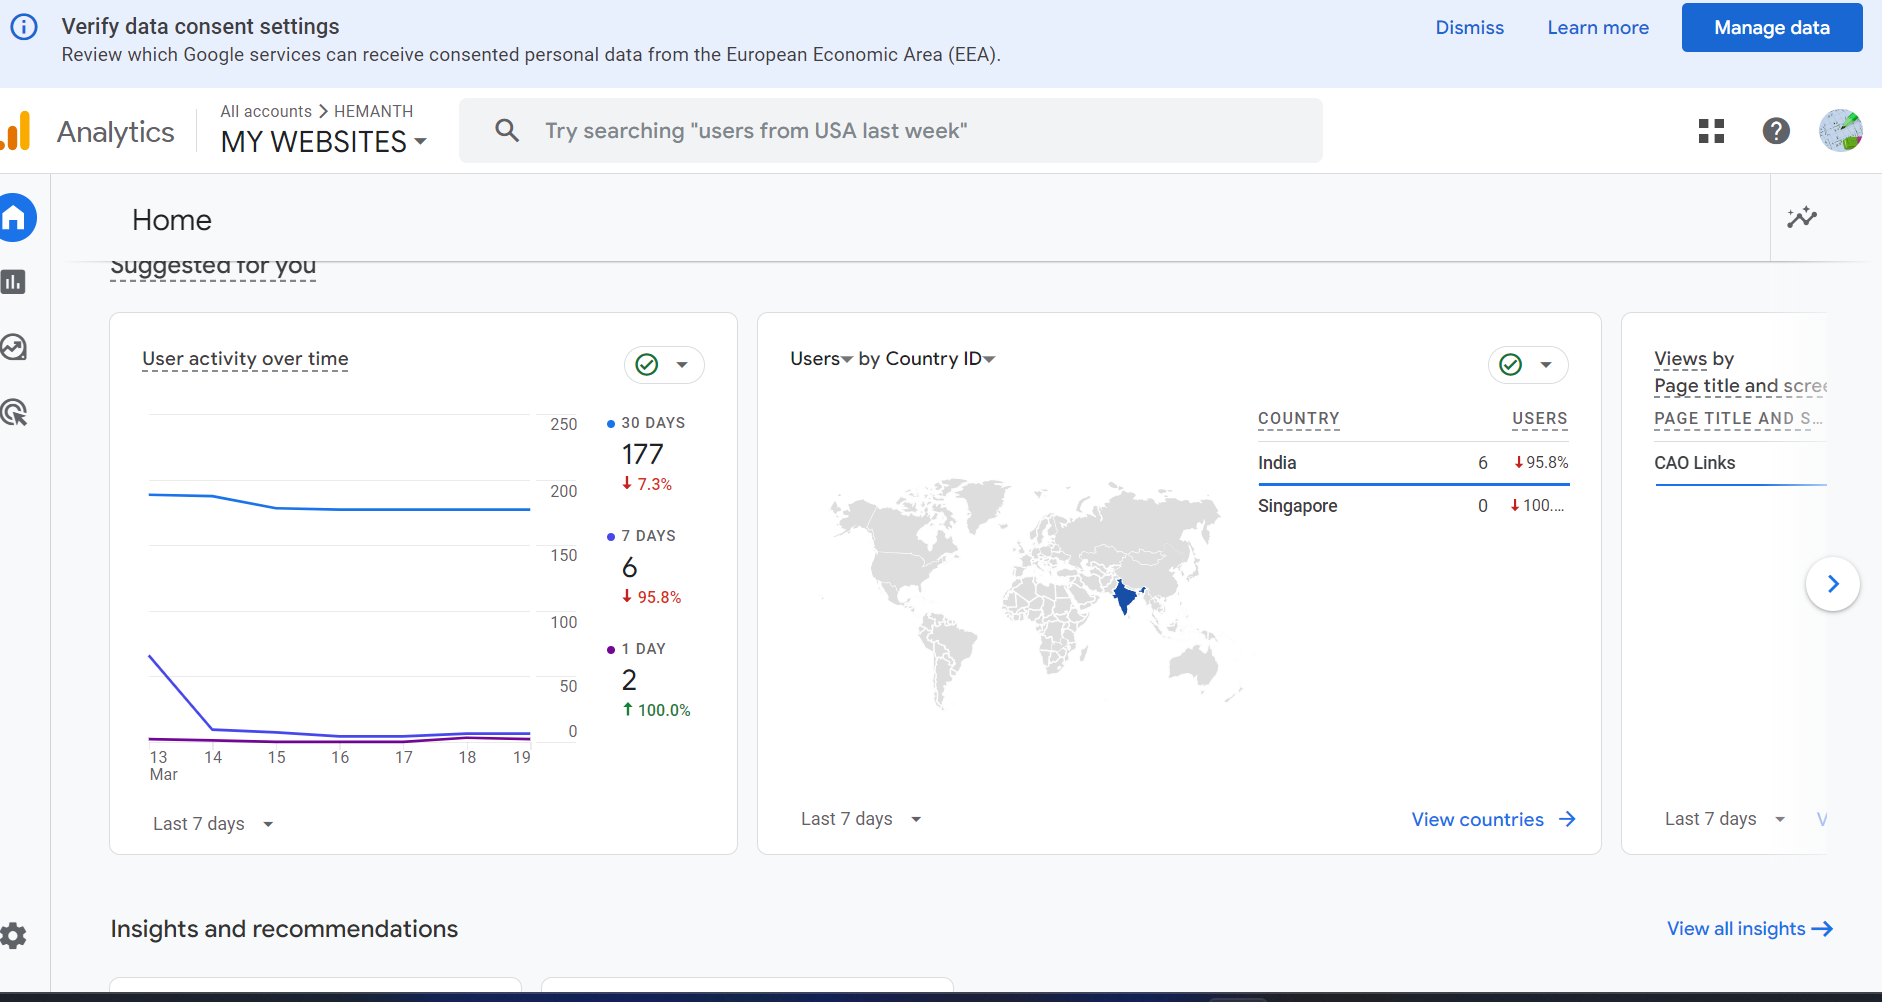 Verify data consent settings
Review which Google services can receive consented personal data from the European Economic Area (EEA).
Dismiss
Learn more
Manage data
Analytics
All accounts > HEMANTH
MY WEBSITES
Try searching "users from USA last week"
Home
Suggested for you
User activity over time
250
200
150
100
50
0
13
Mar
14
15
16
17
18
19
30 DAYS
177
7.3%
7 DAYS
6
95.8%
1 DAY
2
100.0%
Last 7 days
Users by Country ID
COUNTRY USERS
India 6 95.8%
Singapore 0 100....
Last 7 days
View countries
Views by
Page title and scree
PAGE TITLE AND S...
CAO Links
Last 7 days
V
Insights and recommendations
View all insights